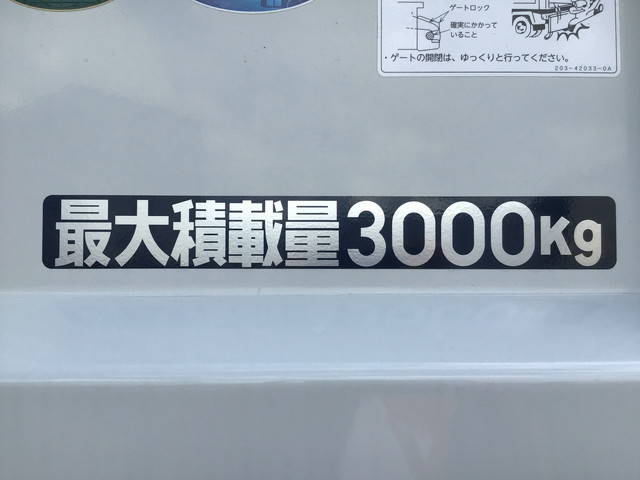 ゲートロック
確実にかかって
いること
・ゲートの開閉は、ゆっくりと行ってください。
203-42033-0A
最大積載量3000Kg